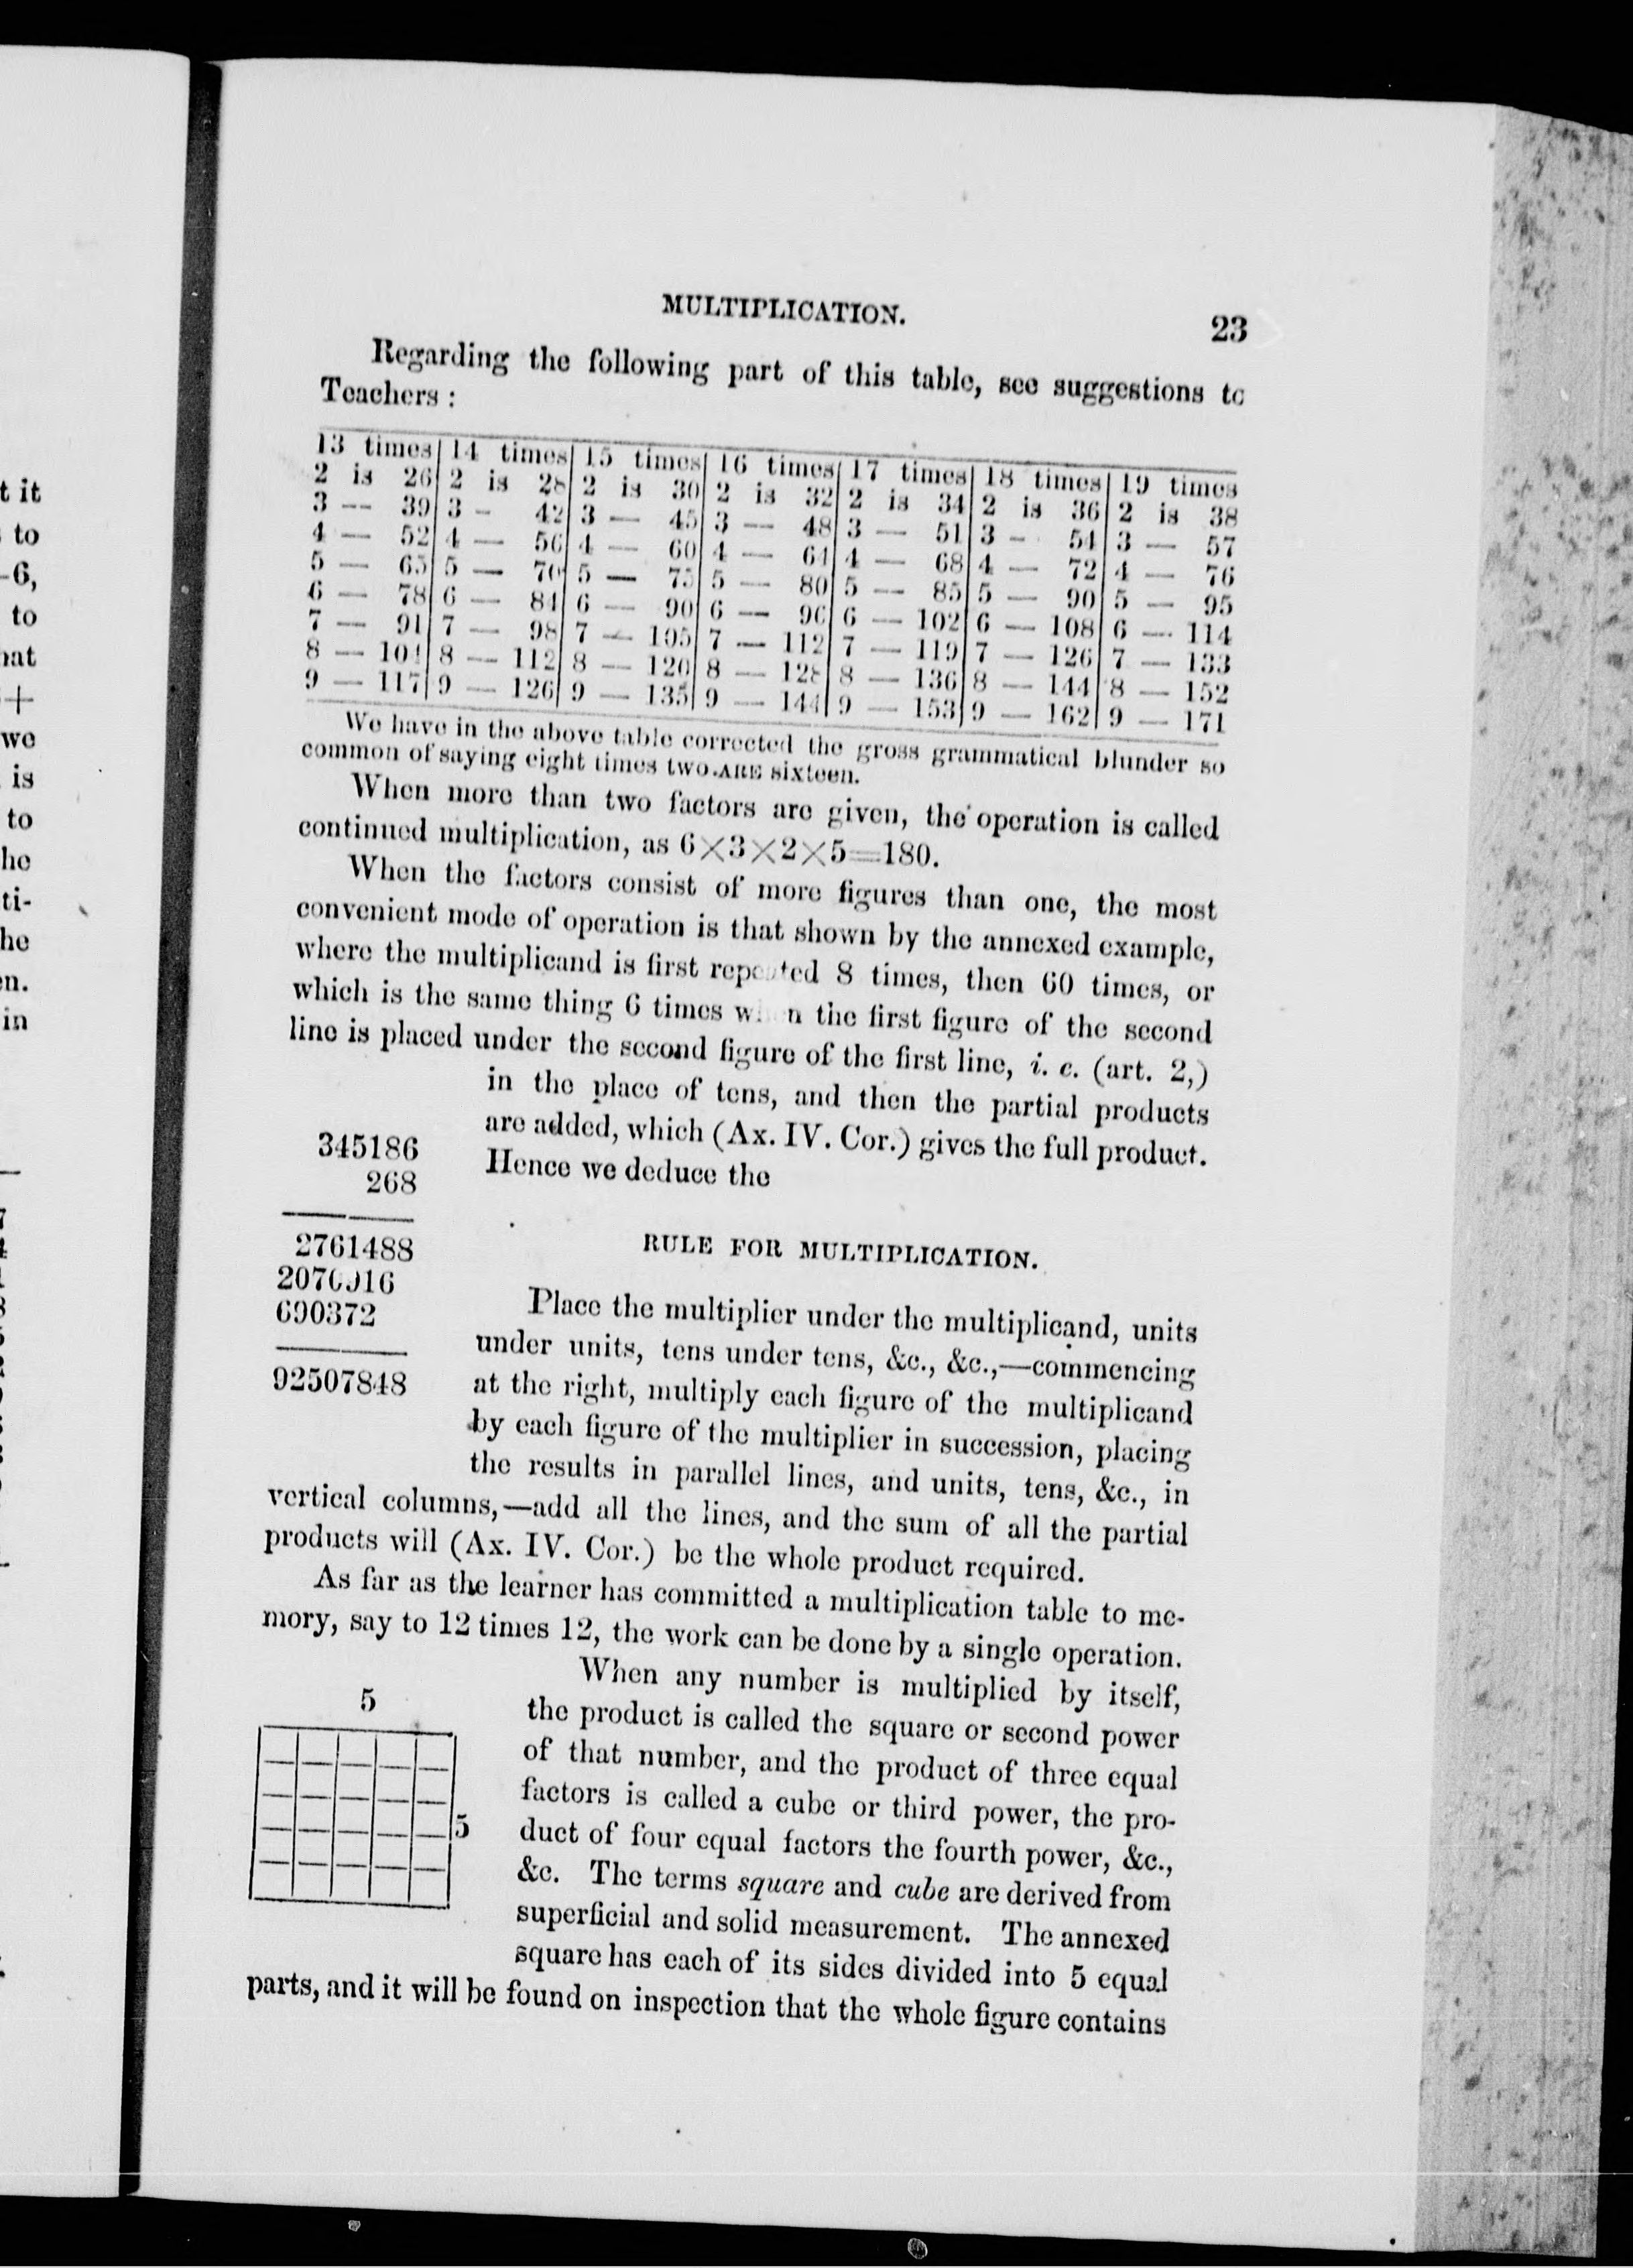 MULTIPLICATION.
23
Regarding the following part of this table, see suggestions to
Teachers :
13 times 14 times 15 times 16 times 17 times 18 times 19 times
2 is 26 2 is 28 2 is 30 2 is 32 2 is 34 2 is 36 2 is 38
3 — 39 3 - 42 3 — 45 3 — 48 3 — 51 3 - 54 3 — 57
4 — 52 4 — 56 4 — 60 4 — 64 4 — 68 4 — 72 4 — 76
5 — 65 5 — 70 5 — 75 5 — 80 5 — 85 5 — 90 5 — 95
6 — 78 6 — 84 6 — 90 6 — 96 6 — 102 6 — 108 6 — 114
7 — 91 7 — 98 7 — 105 7 — 112 7 — 119 7 — 126 7 — 133
8 — 104 8 — 112 8 — 120 8 — 128 8 — 136 8 — 144 8 — 152
9 — 117 9 — 126 9 — 135 9 — 144 9 — 153 9 — 162 9 — 171
We have in the above table corrected the gross grammatical blunder so
common of saying eight times two ARE sixteen.
When more than two factors are given, the operation is called
continued multiplication, as 6×3×2×5=180.
When the factors consist of more figures than one, the most
convenient mode of operation is that shown by the annexed example,
where the multiplicand is first repeated 8 times, then 60 times, or
which is the same thing 6 times when the first figure of the second
line is placed under the second figure of the first line, i. e. (art. 2,)
in the place of tens, and then the partial products
are added, which (Ax. IV. Cor.) gives the full product.
Hence we deduce the
345186
268
2761488
2070916
690372
92507848
RULE FOR MULTIPLICATION.
Place the multiplier under the multiplicand, units
under units, tens under tens, &c., &c.,—commencing
at the right, multiply each figure of the multiplicand
by each figure of the multiplier in succession, placing
the results in parallel lines, and units, tens, &c., in
vertical columns,—add all the lines, and the sum of all the partial
products will (Ax. IV. Cor.) be the whole product required.
As far as the learner has committed a multiplication table to me-
mory, say to 12 times 12, the work can be done by a single operation.
When any number is multiplied by itself,
the product is called the square or second power
of that number, and the product of three equal
factors is called a cube or third power, the pro-
duct of four equal factors the fourth power, &c.,
&c. The terms square and cube are derived from
superficial and solid measurement. The annexed
square has each of its sides divided into 5 equal
parts, and it will be found on inspection that the whole figure contains
5
5